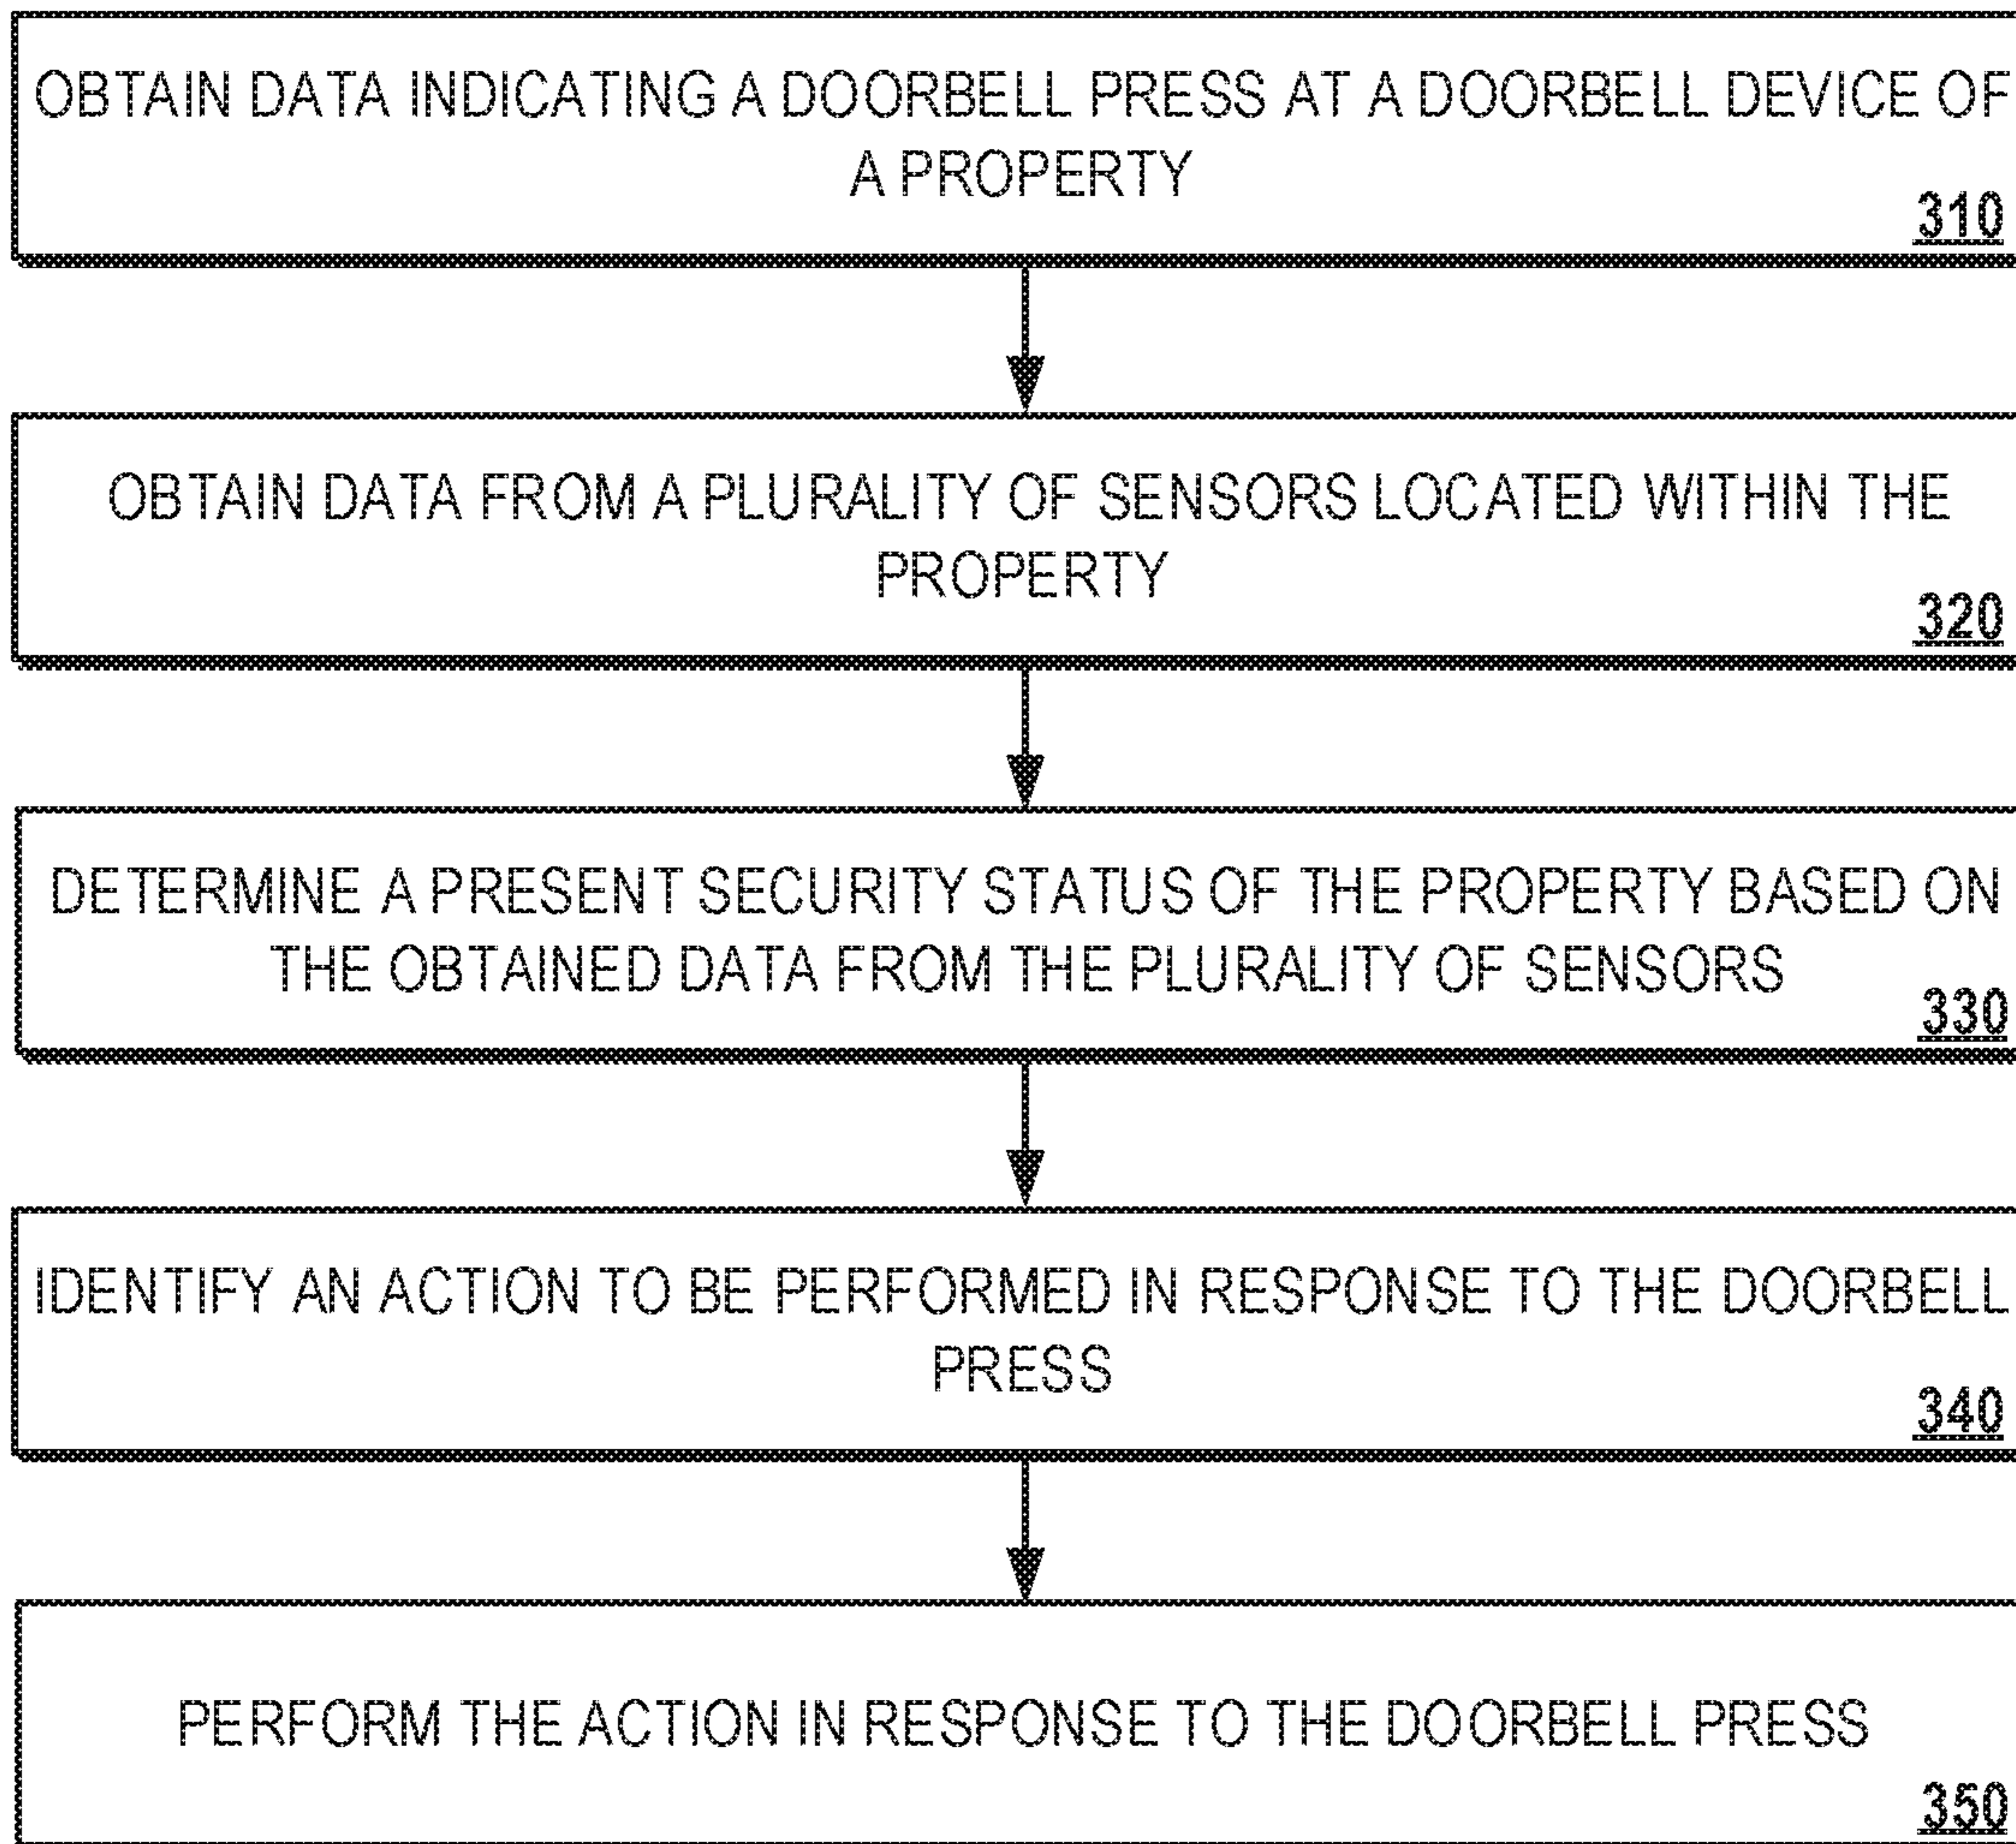 OBTAIN DATA INDICATING A DOORBELL PRESS AT A DOORBELL DEVICE OF
A PROPERTY
310
OBTAIN DATA FROM A PLURALITY OF SENSORS LOCATED WITHIN THE
PROPERTY
320
DETERMINE A PRESENT SECURITY STATUS OF THE PROPERTY BASED ON
THE OBTAINED DATA FROM THE PLURALITY OF SENSORS
330
IDENTIFY AN ACTION TO BE PERFORMED IN RESPONSE TO THE DOORBELL
PRESS
340
PERFORM THE ACTION IN RESPONSE TO THE DOORBELL PRESS
350